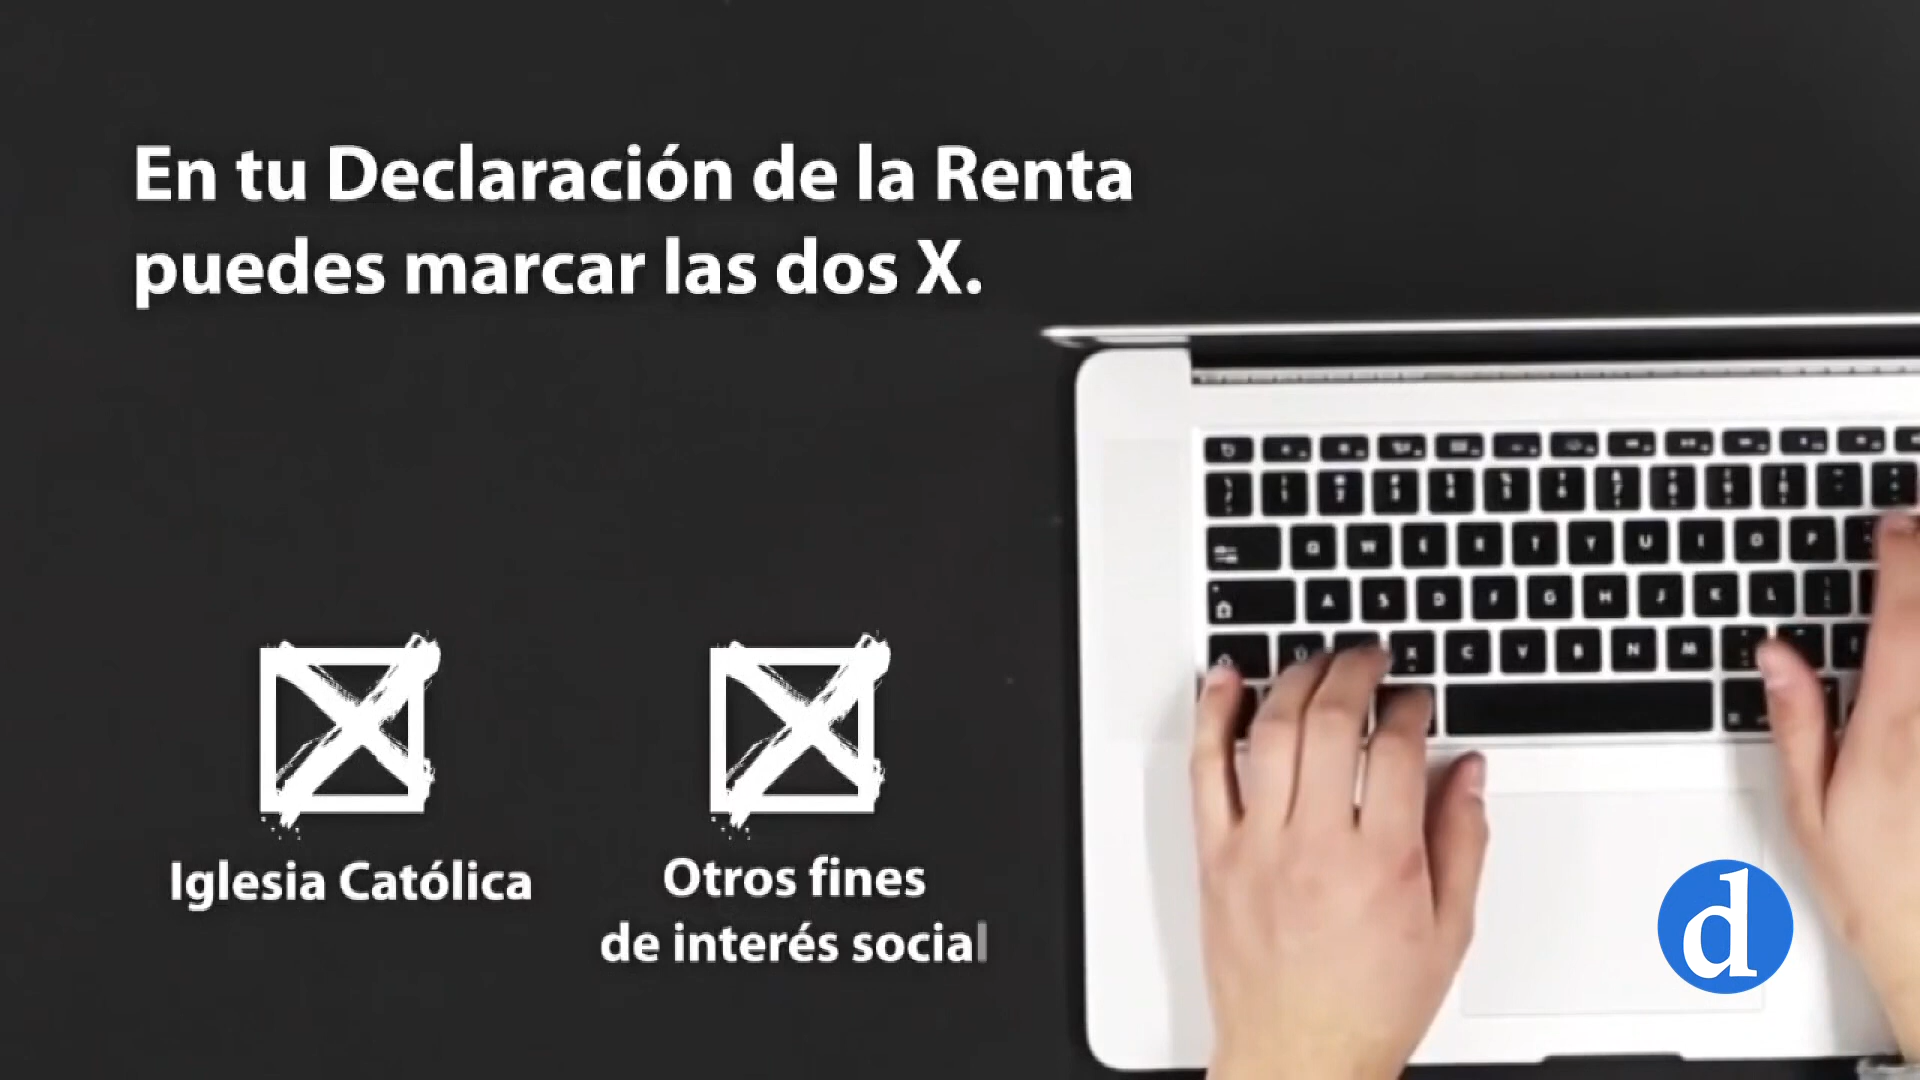 En tu Declaración de la Renta
puedes marcar las dos X.
Iglesia Católica
Otros fines
de interés social
d
Q W E R T Y U I O P
A S D F G H J K L
X C V B N M